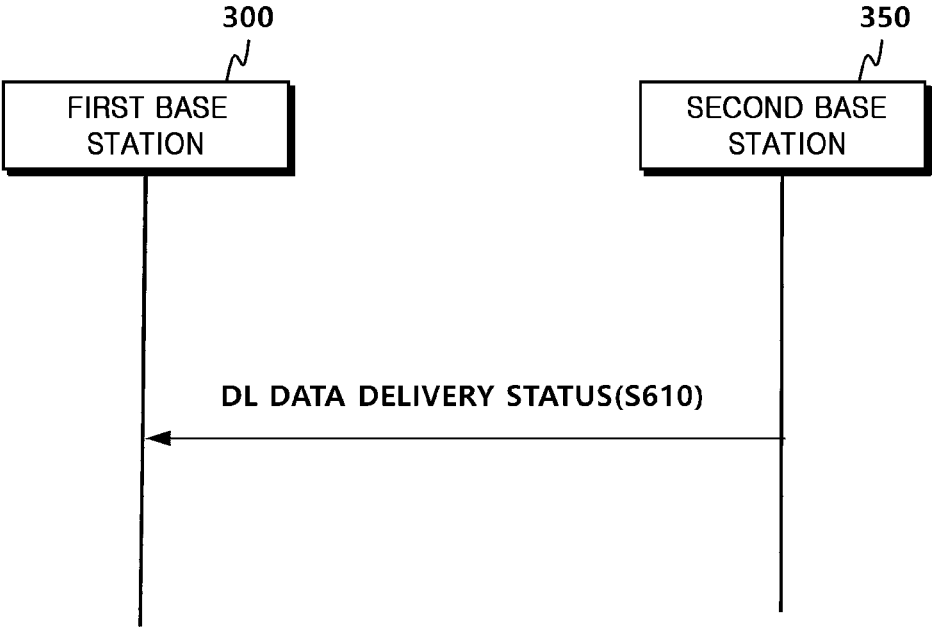 300
350
FIRST BASE
STATION
SECOND BASE
STATION
DL DATA DELIVERY STATUS(S610)